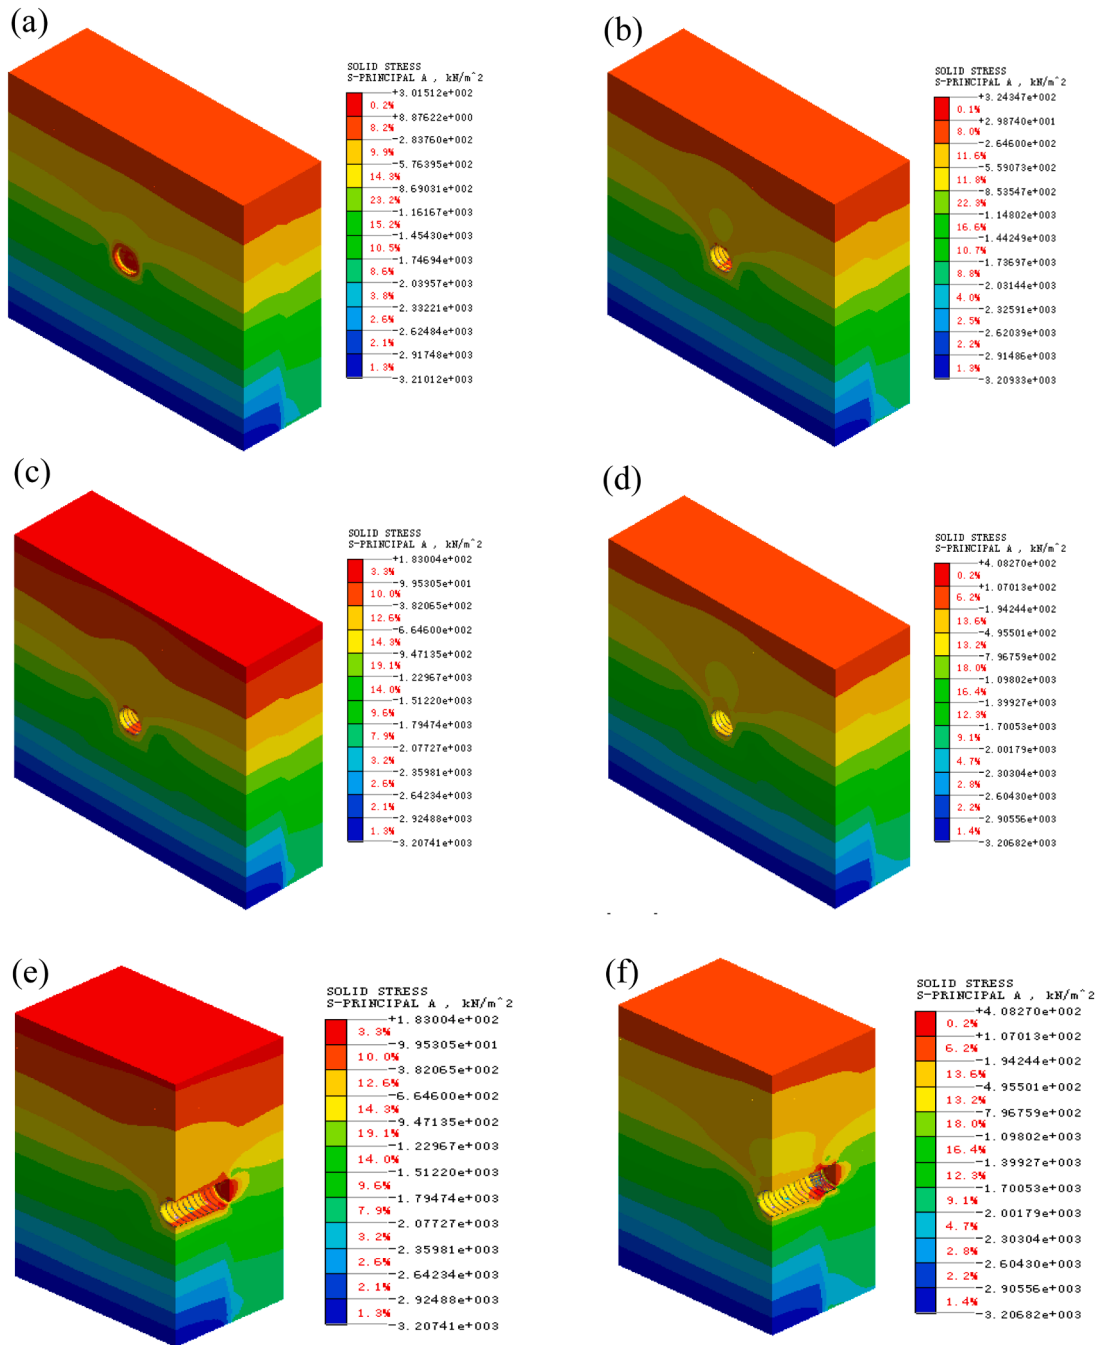 (a)
SOLID STRESS
S-PRINCIPAL A , kN/m^2
+3.01512e+002
0.2%
+8.87622e+000
8.2%
-2.83760e+002
9.9%
-5.76395e+002
14.3%
-8.69031e+002
23.2%
-1.16167e+003
15.2%
-1.45430e+003
10.5%
-1.74694e+003
8.6%
-2.03957e+003
3.8%
-2.33221e+003
2.6%
-2.62484e+003
2.1%
-2.91748e+003
1.3%
-3.21012e+003
(b)
SOLID STRESS
S-PRINCIPAL A , kN/m^2
+3.24347e+002
0.1%
+2.98740e+001
8.0%
-2.64600e+002
11.6%
-5.59073e+002
11.8%
-8.53547e+002
22.3%
-1.14802e+003
16.6%
-1.44249e+003
10.7%
-1.73697e+003
8.8%
-2.03144e+003
4.0%
-2.32591e+003
2.5%
-2.62039e+003
2.2%
-2.91486e+003
1.3%
-3.20933e+003
(c)
SOLID STRESS
S-PRINCIPAL A , kN/m^2
+1.83004e+002
3.3%
-9.95305e+001
10.0%
-3.82065e+002
12.6%
-6.64600e+002
14.3%
-9.47135e+002
19.1%
-1.22967e+003
14.0%
-1.51220e+003
9.6%
-1.79474e+003
7.9%
-2.07727e+003
3.2%
-2.35981e+003
2.6%
-2.64234e+003
2.1%
-2.92488e+003
1.3%
-3.20741e+003
(d)
SOLID STRESS
S-PRINCIPAL A , kN/m^2
+4.08270e+002
0.2%
+1.07013e+002
6.2%
-1.94244e+002
13.6%
-4.95501e+002
13.2%
-7.96759e+002
18.0%
-1.09802e+003
16.4%
-1.39927e+003
12.3%
-1.70053e+003
9.1%
-2.00179e+003
4.7%
-2.30304e+003
2.8%
-2.60430e+003
2.2%
-2.90556e+003
1.4%
-3.20682e+003
(e)
SOLID STRESS
S-PRINCIPAL A , kN/m^2
+1.83004e+002
3.3%
-9.95305e+001
10.0%
-3.82065e+002
12.6%
-6.64600e+002
14.3%
-9.47135e+002
19.1%
-1.22967e+003
14.0%
-1.51220e+003
9.6%
-1.79474e+003
7.9%
-2.07727e+003
3.2%
-2.35981e+003
2.6%
-2.64234e+003
2.1%
-2.92488e+003
1.3%
-3.20741e+003
(f)
SOLID STRESS
S-PRINCIPAL A , kN/m^2
+4.08270e+002
0.2%
+1.07013e+002
6.2%
-1.94244e+002
13.6%
-4.95501e+002
13.2%
-7.96759e+002
18.0%
-1.09802e+003
16.4%
-1.39927e+003
12.3%
-1.70053e+003
9.1%
-2.00179e+003
4.7%
-2.30304e+003
2.8%
-2.60430e+003
2.2%
-2.90556e+003
1.4%
-3.20682e+003